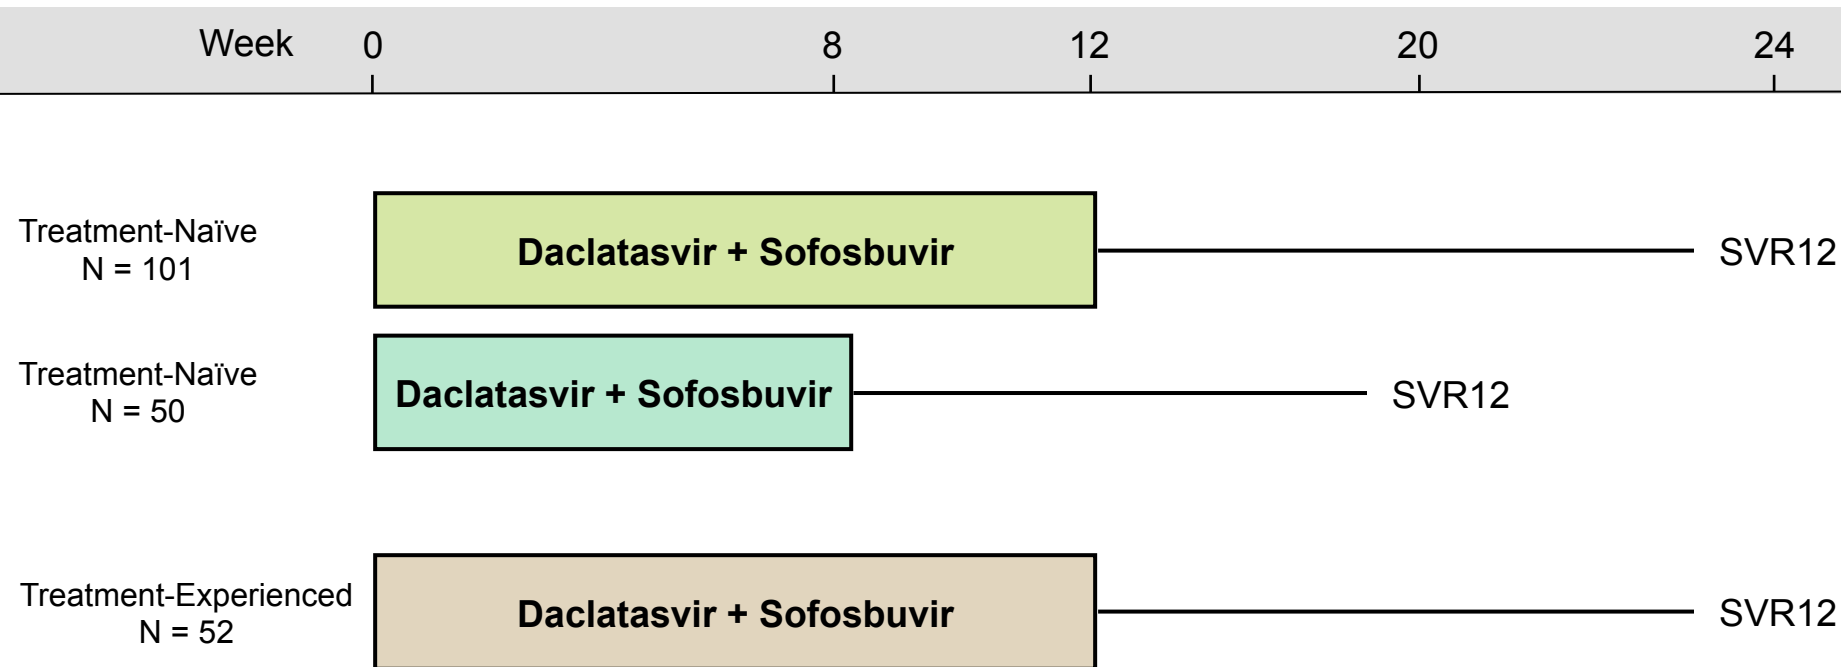 Week 0 8 12 20 24
Treatment-Naïve
N = 101
Daclatasvir + Sofosbuvir
SVR12
Treatment-Naïve
N = 50
Daclatasvir + Sofosbuvir
SVR12
Treatment-Experienced
N = 52
Daclatasvir + Sofosbuvir
SVR12